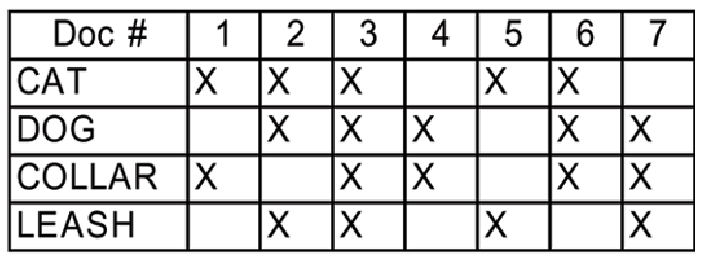 Doc # 1 2 3 4 5 6 7
CAT X X X X X
DOG X X X X X
COLLAR X X X X X
LEASH X X X X